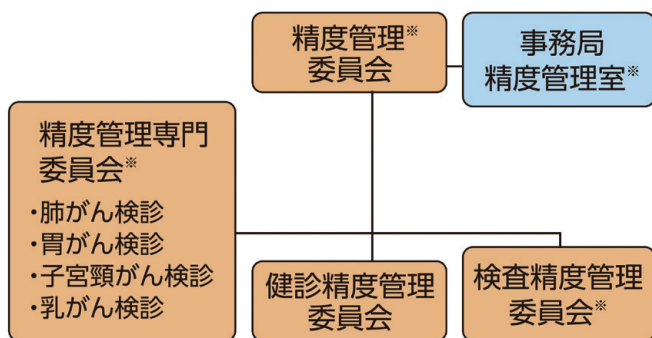 精度管理※
委員会
事務局
精度管理室※
精度管理専門
委員会※
・肺がん検診
・胃がん検診
・子宮頸がん検診
・乳がん検診
健診精度管理
委員会
検査精度管理
委員会※